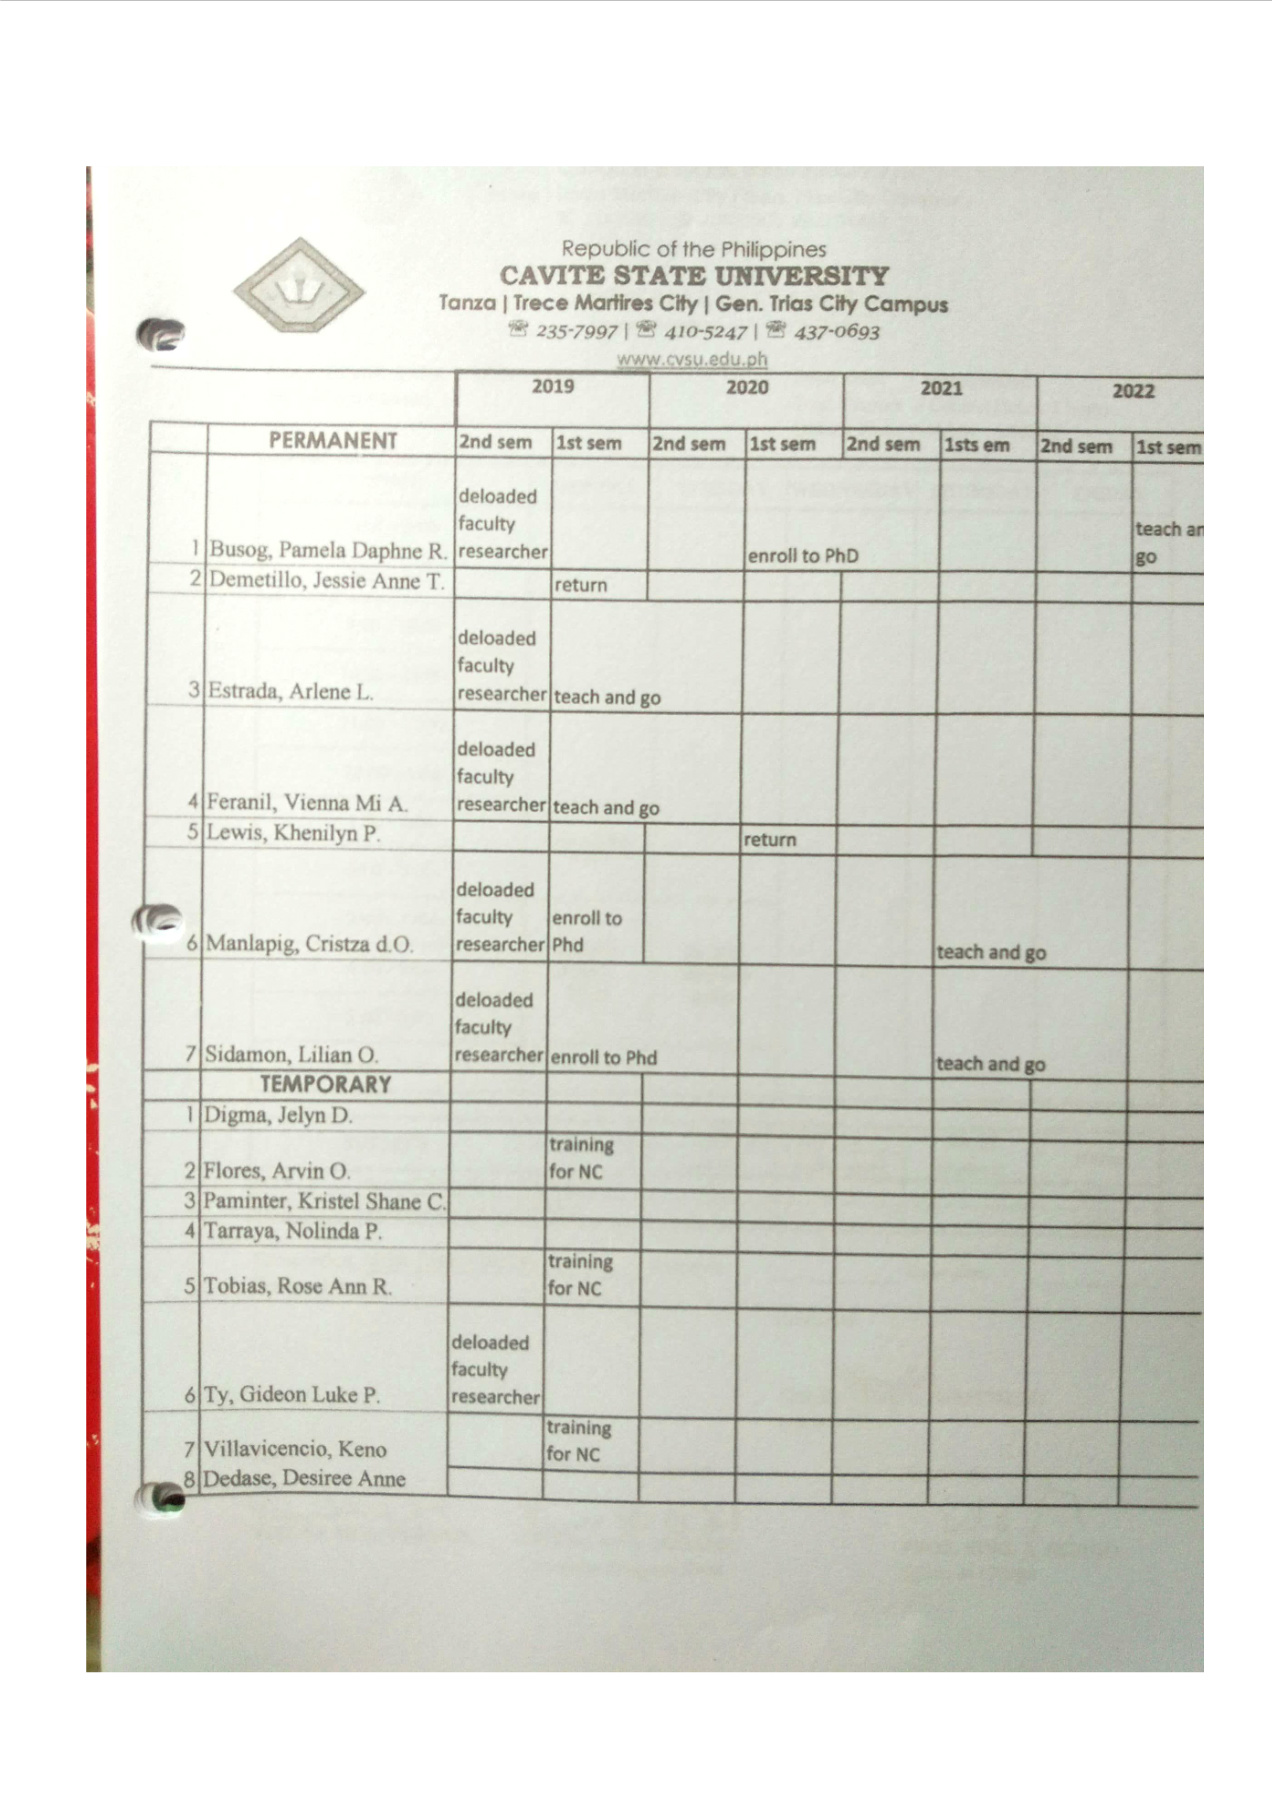 Republic of the Philippines
CAVITE STATE UNIVERSITY
Tanza | Trece Martires City | Gen. Trias City Campus
☎ 235-7997 | ☎ 410-5247 | ☎ 437-0693
www.cvsu.edu.ph
2019 2020 2021 2022
PERMANENT 2nd sem 1st sem 2nd sem 1st sem 2nd sem 1sts em 2nd sem 1st sem
deloaded
faculty teach an
1 Busog, Pamela Daphne R. researcher enroll to PhD go
2 Demetillo, Jessie Anne T. return
deloaded
faculty
3 Estrada, Arlene L. researcher teach and go
deloaded
faculty
4 Feranil, Vienna Mi A. researcher teach and go
5 Lewis, Khenilyn P. return
deloaded
faculty enroll to
6 Manlapig, Cristza d.O. researcher Phd teach and go
deloaded
faculty
7 Sidamon, Lilian O. researcher enroll to Phd teach and go
TEMPORARY
1 Digma, Jelyn D.
training
2 Flores, Arvin O. for NC
3 Paminter, Kristel Shane C.
4 Tarraya, Nolinda P.
training
5 Tobias, Rose Ann R. for NC
deloaded
faculty
6 Ty, Gideon Luke P. researcher
training
7 Villavicencio, Keno for NC
8 Dedase, Desiree Anne